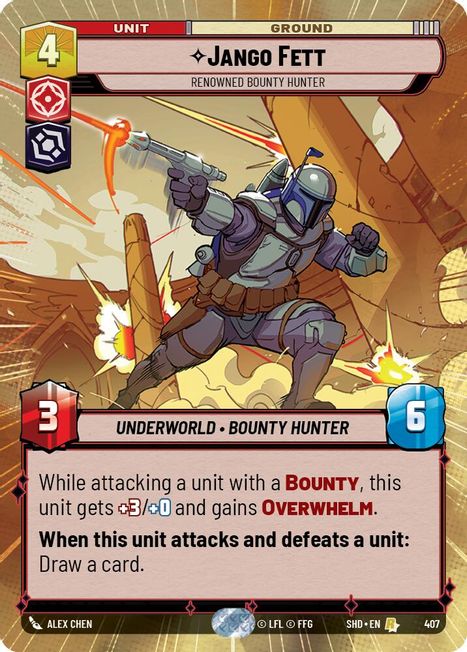 UNIT GROUND
4
✧JANGO FETT
RENOWNED BOUNTY HUNTER
3
6
UNDERWORLD • BOUNTY HUNTER
While attacking a unit with a BOUNTY, this
unit gets +3/+0 and gains OVERWHELM.
When this unit attacks and defeats a unit:
Draw a card.
ALEX CHEN © LFL © FFG SHD • EN R 407